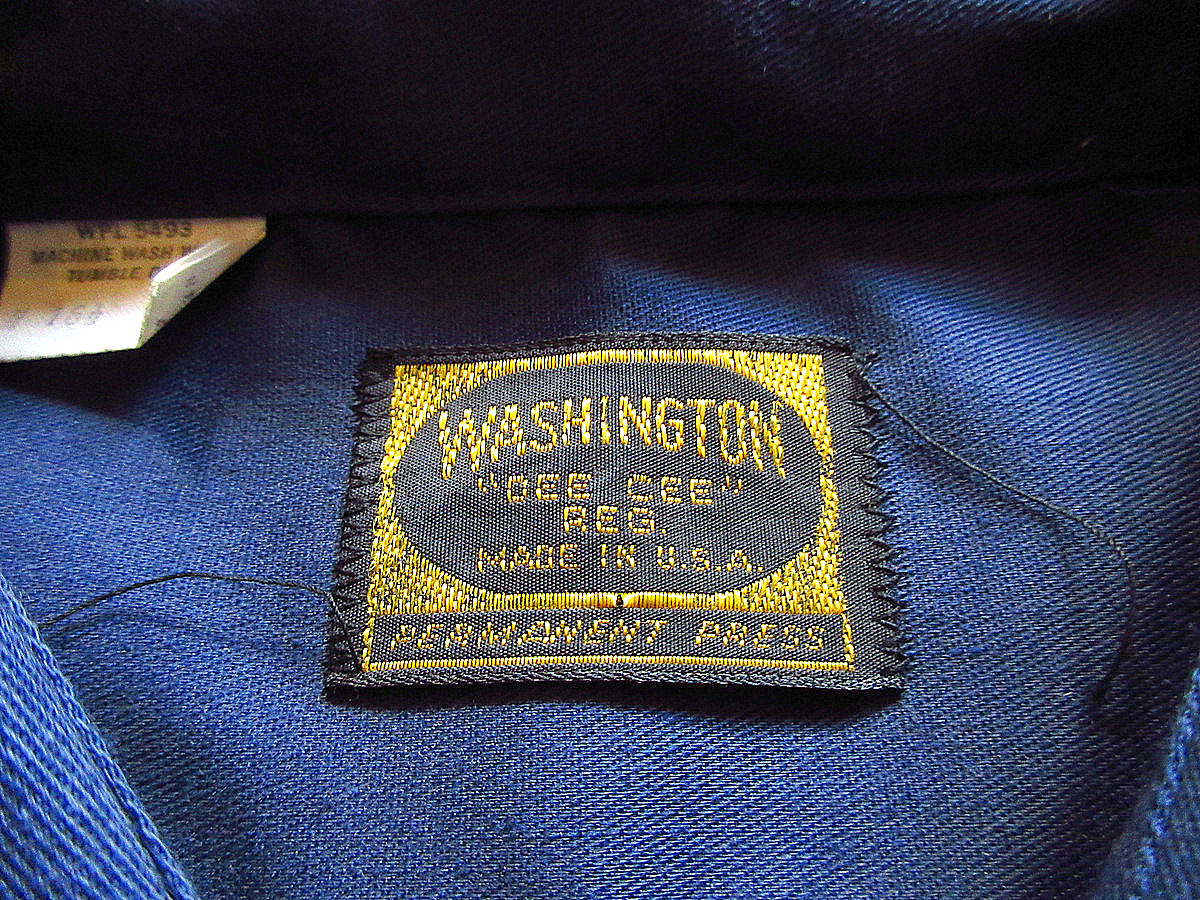 WPL 5493
MACHINE WASH
TUMBLE
WASHINGTON
"DEE CEE"
REG.
MADE IN U.S.A.
PERMANENT PRESS